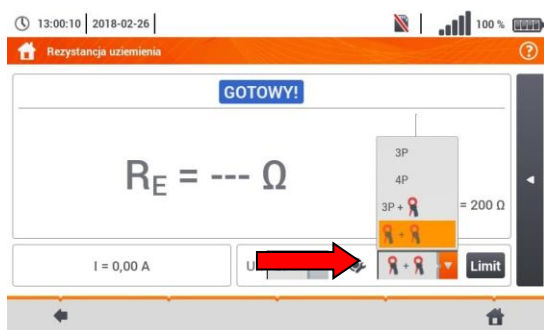 13:00:10 2018-02-26 100 %
Rezystancja uziemienia ?
GOTOWY!
RE = --- Ω
3P
4P
3P +
= 200 Ω
+
I = 0,00 A
U
+
Limit